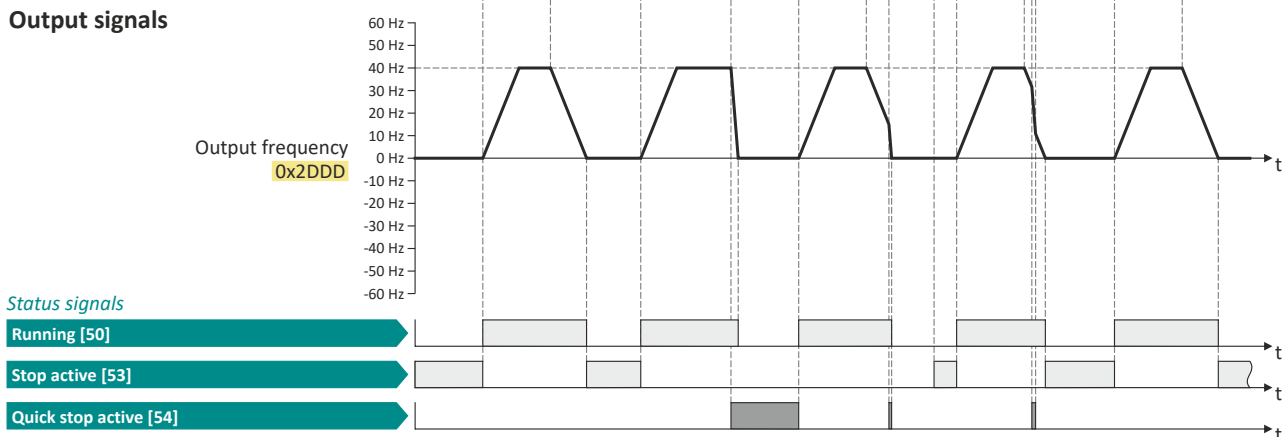 Output signals
60 Hz
50 Hz
40 Hz
30 Hz
20 Hz
10 Hz
0 Hz
-10 Hz
-20 Hz
-30 Hz
-40 Hz
-50 Hz
-60 Hz
Output frequency
0x2DDD
t
Status signals
Running [50]
t
Stop active [53]
t
Quick stop active [54]
t